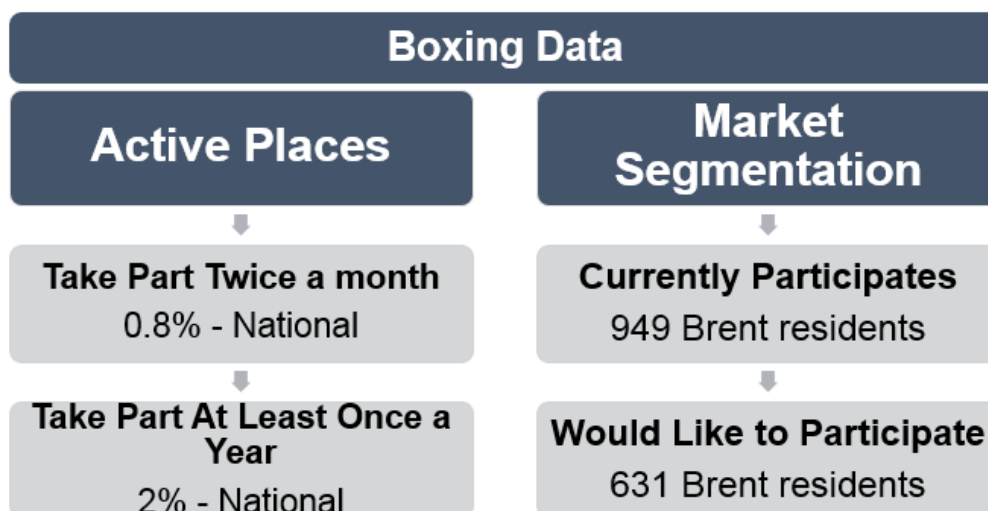 Boxing Data
Active Places
Market
Segmentation
Take Part Twice a month
0.8% - National
Currently Participates
949 Brent residents
Take Part At Least Once a
Year
2% - National
Would Like to Participate
631 Brent residents